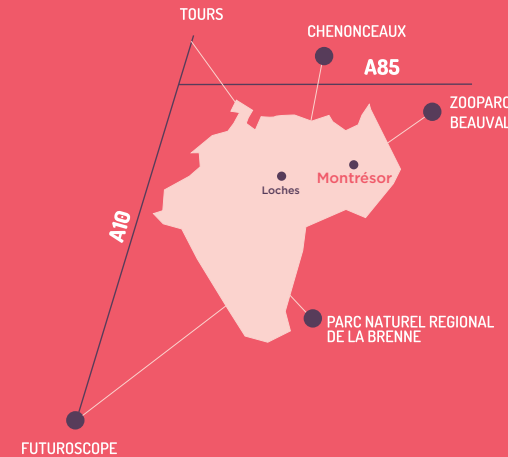 TOURS
CHENONCEAUX
A85
ZOOPARC
BEAUVAL
Montrésor
Loches
A10
PARC NATUREL REGIONAL
DE LA BRENNE
FUTUROSCOPE